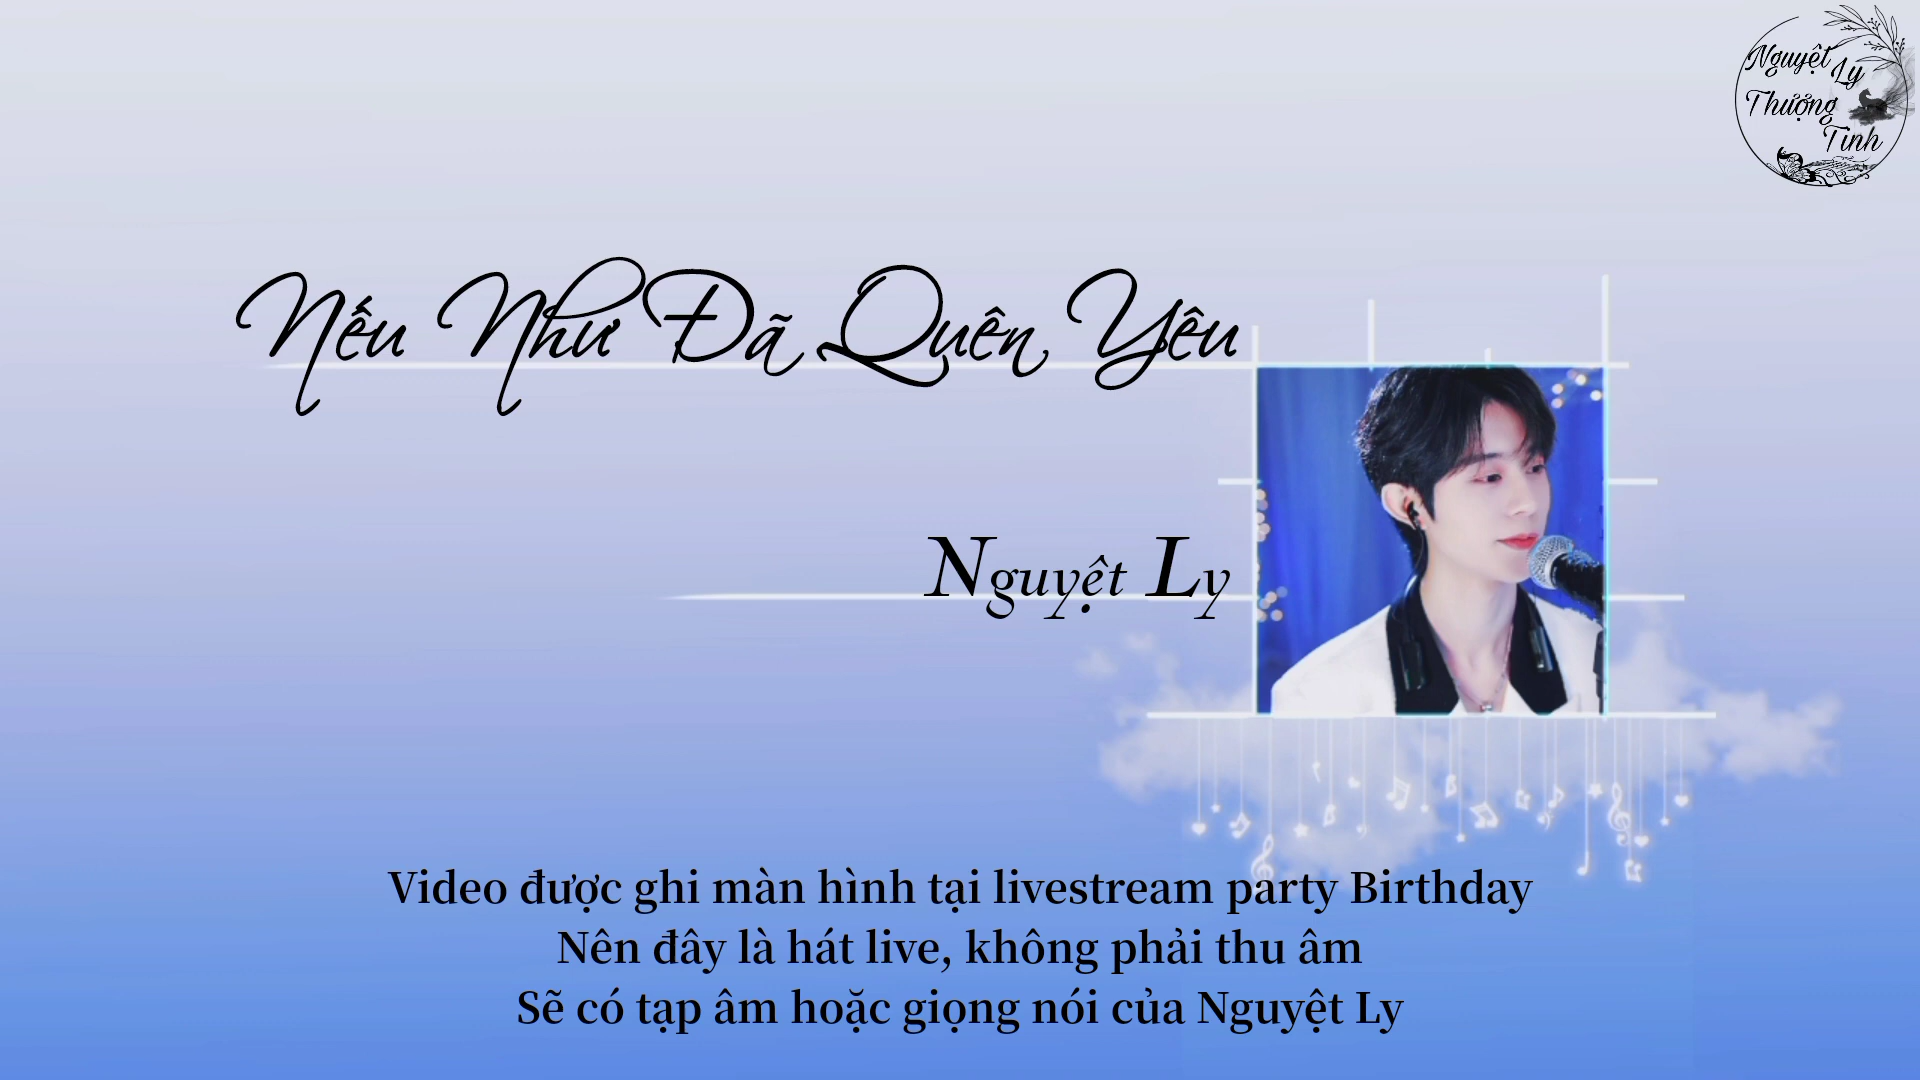 Nguyệt Ly
Thượng
Tinh
Nếu Như Đã Quên Yêu
Nguyệt Ly
Video được ghi màn hình tại livestream party Birthday
Nên đây là hát live, không phải thu âm
Sẽ có tạp âm hoặc giọng nói của Nguyệt Ly